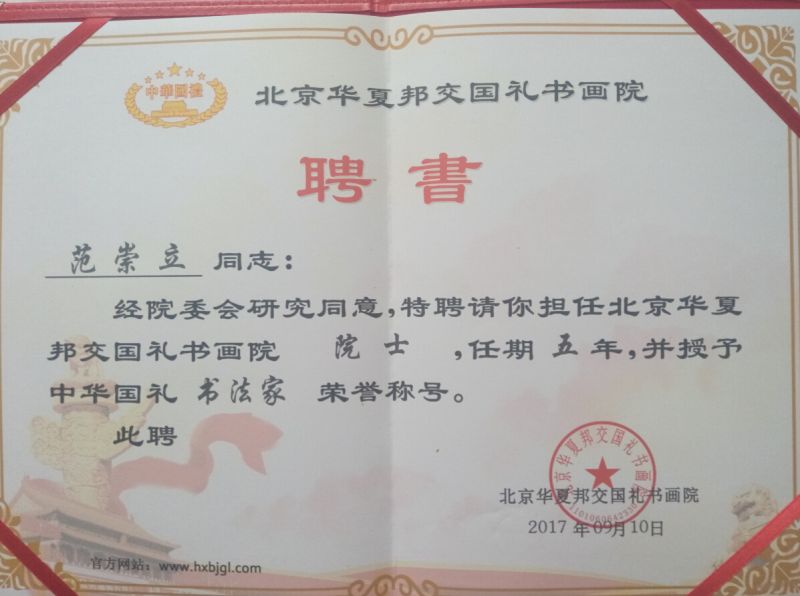 中華國禮
北京华夏邦交国礼书画院
聘書
范崇立 同志：
经院委会研究同意，特聘请你担任北京华夏
邦交国礼书画院 院士 ，任期 五 年，并授予
中华国礼 书法家 荣誉称号。
此聘
北京华夏邦交国礼书画院
北京华夏邦交国礼书画院
2017 年09月10日
官方网站：www.hxbjgl.com